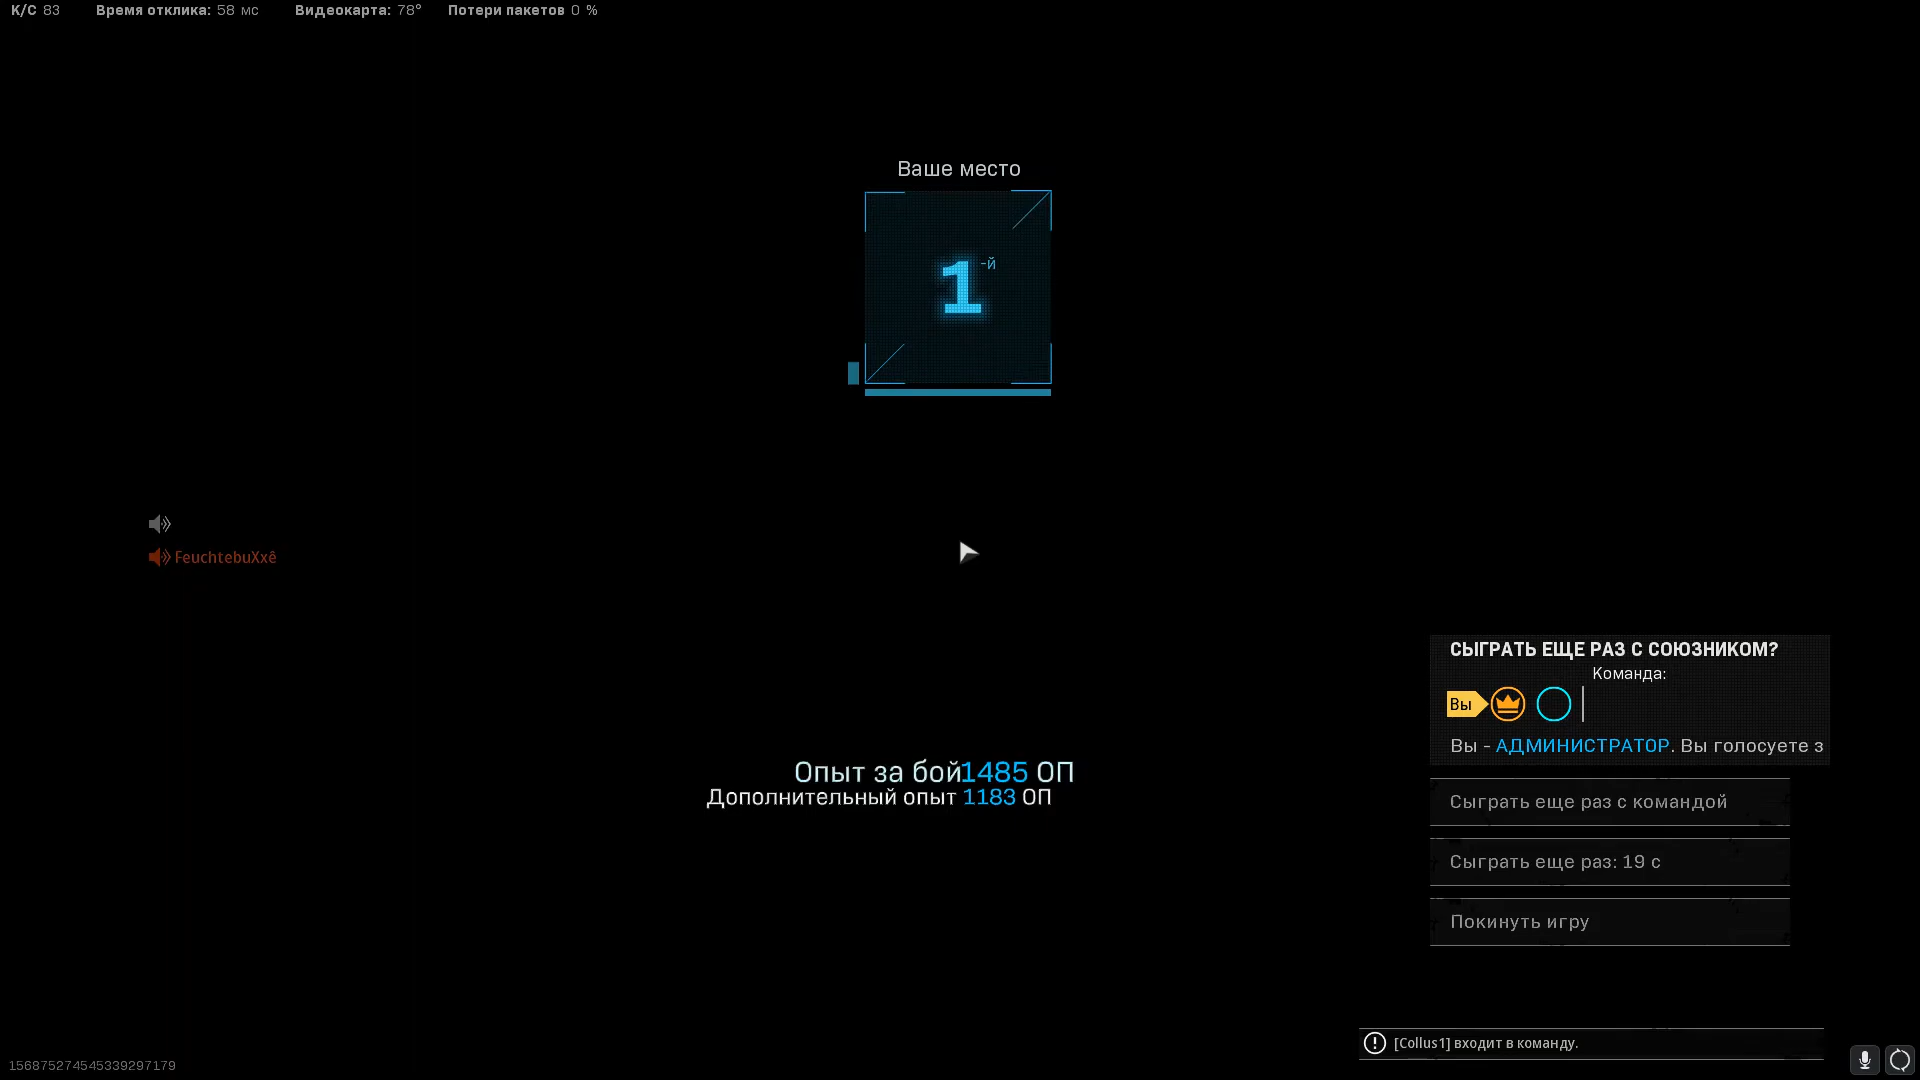 К/С 83 Время отклика: 58 мс Видеокарта: 78° Потери пакетов 0 %
Ваше место
1-й
FeuchtebuXxê
СЫГРАТЬ ЕЩЕ РАЗ С СОЮЗНИКОМ?
Команда:
Вы
Вы - АДМИНИСТРАТОР. Вы голосуете з
Опыт за бой1485 ОП
Дополнительный опыт 1183 ОП
Сыграть еще раз с командой
Сыграть еще раз: 19 с
Покинуть игру
[Collus1] входит в команду.
156875274545339297179